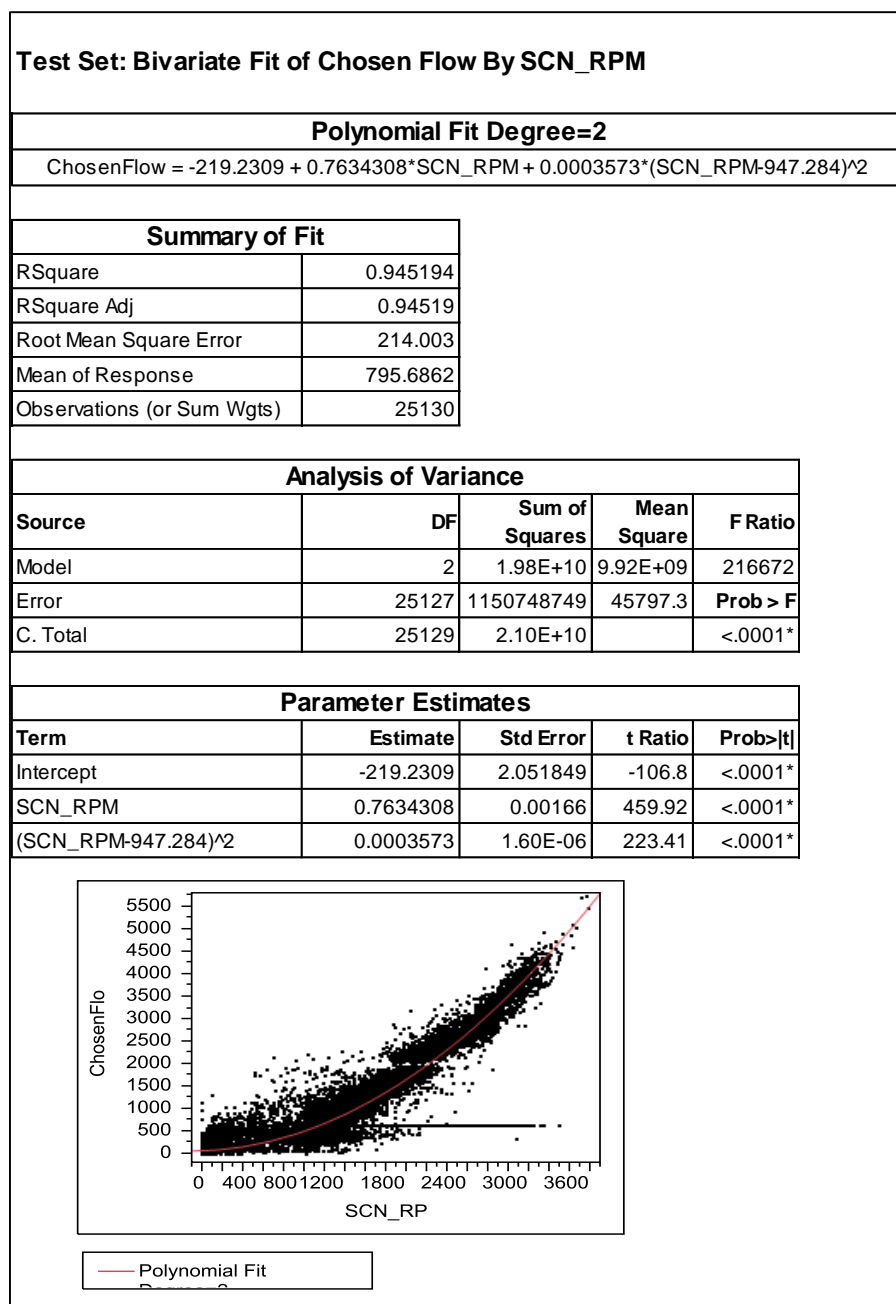 Test Set: Bivariate Fit of Chosen Flow By SCN_RPM
Polynomial Fit Degree=2
ChosenFlow = -219.2309 + 0.7634308*SCN_RPM + 0.0003573*(SCN_RPM-947.284)^2
Summary of Fit
RSquare 0.945194
RSquare Adj 0.94519
Root Mean Square Error 214.003
Mean of Response 795.6862
Observations (or Sum Wgts) 25130
Analysis of Variance
Source DF Sum of Squares Mean Square F Ratio
Model 2 1.98E+10 9.92E+09 216672
Error 25127 1150748749 45797.3 Prob > F
C. Total 25129 2.10E+10 <.0001*
Parameter Estimates
Term Estimate Std Error t Ratio Prob>|t|
Intercept -219.2309 2.051849 -106.8 <.0001*
SCN_RPM 0.7634308 0.00166 459.92 <.0001*
(SCN_RPM-947.284)^2 0.0003573 1.60E-06 223.41 <.0001*
5500
5000
4500
4000
3500
3000
2500
2000
1500
1000
500
0
ChosenFlo
0 400 800 1200 1800 2400 3000 3600
SCN_RP
Polynomial Fit